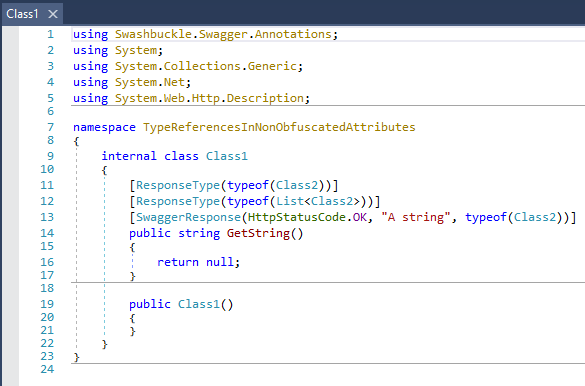 Class1 ×
1 using Swashbuckle.Swagger.Annotations;
2 using System;
3 using System.Collections.Generic;
4 using System.Net;
5 using System.Web.Http.Description;
6
7 namespace TypeReferencesInNonObfuscatedAttributes
8 {
9     internal class Class1
10     {
11         [ResponseType(typeof(Class2))]
12         [ResponseType(typeof(List<Class2>))]
13         [SwaggerResponse(HttpStatusCode.OK, "A string", typeof(Class2))]
14         public string GetString()
15         {
16             return null;
17         }
18
19         public Class1()
20         {
21         }
22     }
23 }
24